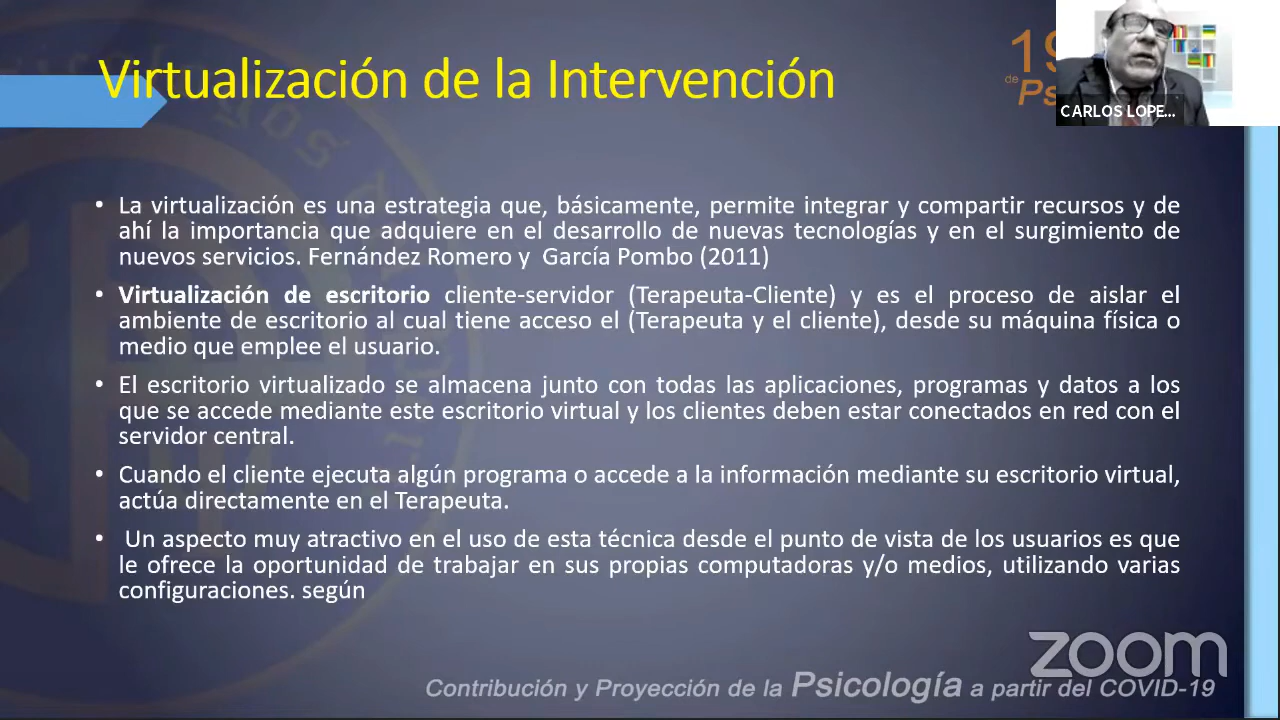 Virtualización de la Intervención
19
de
Ps
CARLOS LOPE...
• La virtualización es una estrategia que, básicamente, permite integrar y compartir recursos y de
ahí la importancia que adquiere en el desarrollo de nuevas tecnologías y en el surgimiento de
nuevos servicios. Fernández Romero y García Pombo (2011)
• Virtualización de escritorio cliente-servidor (Terapeuta-Cliente) y es el proceso de aislar el
ambiente de escritorio al cual tiene acceso el (Terapeuta y el cliente), desde su máquina física o
medio que emplee el usuario.
• El escritorio virtualizado se almacena junto con todas las aplicaciones, programas y datos a los
que se accede mediante este escritorio virtual y los clientes deben estar conectados en red con el
servidor central.
• Cuando el cliente ejecuta algún programa o accede a la información mediante su escritorio virtual,
actúa directamente en el Terapeuta.
• Un aspecto muy atractivo en el uso de esta técnica desde el punto de vista de los usuarios es que
le ofrece la oportunidad de trabajar en sus propias computadoras y/o medios, utilizando varias
configuraciones. según
zoom
Contribución y Proyección de la Psicología a partir del COVID-19